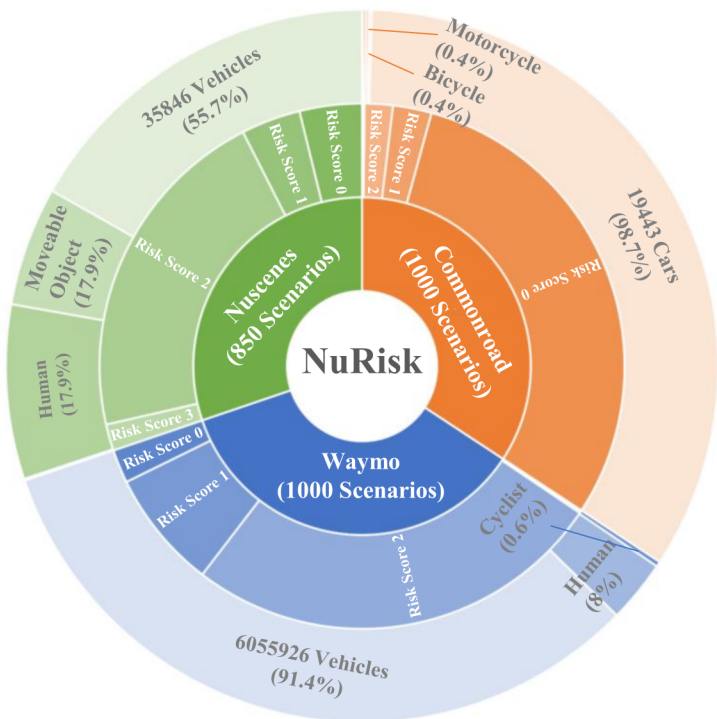 NuRisk
Commonroad
(1000 Scenarios)
Risk Score 2
Risk Score 1
Risk Score 0
Motorcycle
(0.4%)
Bicycle
(0.4%)
19443 Cars
(98.7%)
Waymo
(1000 Scenarios)
Risk Score 2
Risk Score 1
Risk Score 0
Cyclist
(0.6%)
Human
(8%)
6055926 Vehicles
(91.4%)
Nuscenes
(850 Scenarios)
Risk Score 3
Risk Score 2
Risk Score 1
Risk Score 0
Human
(17.9%)
Moveable
Object
(17.9%)
35846 Vehicles
(55.7%)